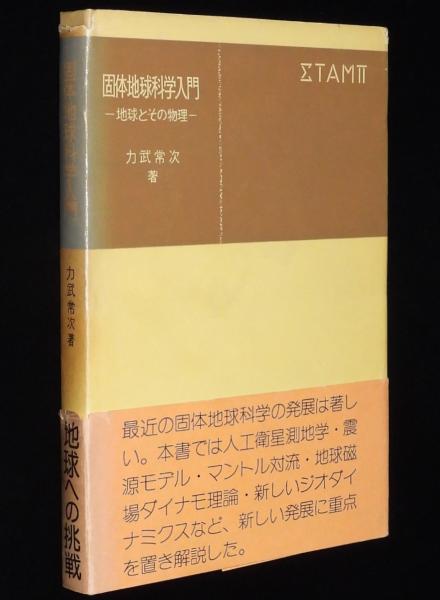 固体地球科学入門
力武常次著
地球への挑戦
固体地球科学入門
－地球とその物理－
力武常次
著
ΣTAMΠ
最近の固体地球科学の発展は著し
い。本書では人工衛星測地学・震
源モデル・マントル対流・地球磁
場ダイナモ理論・新しいジオダイ
ナミクスなど、新しい発展に重点
を置き解説した。